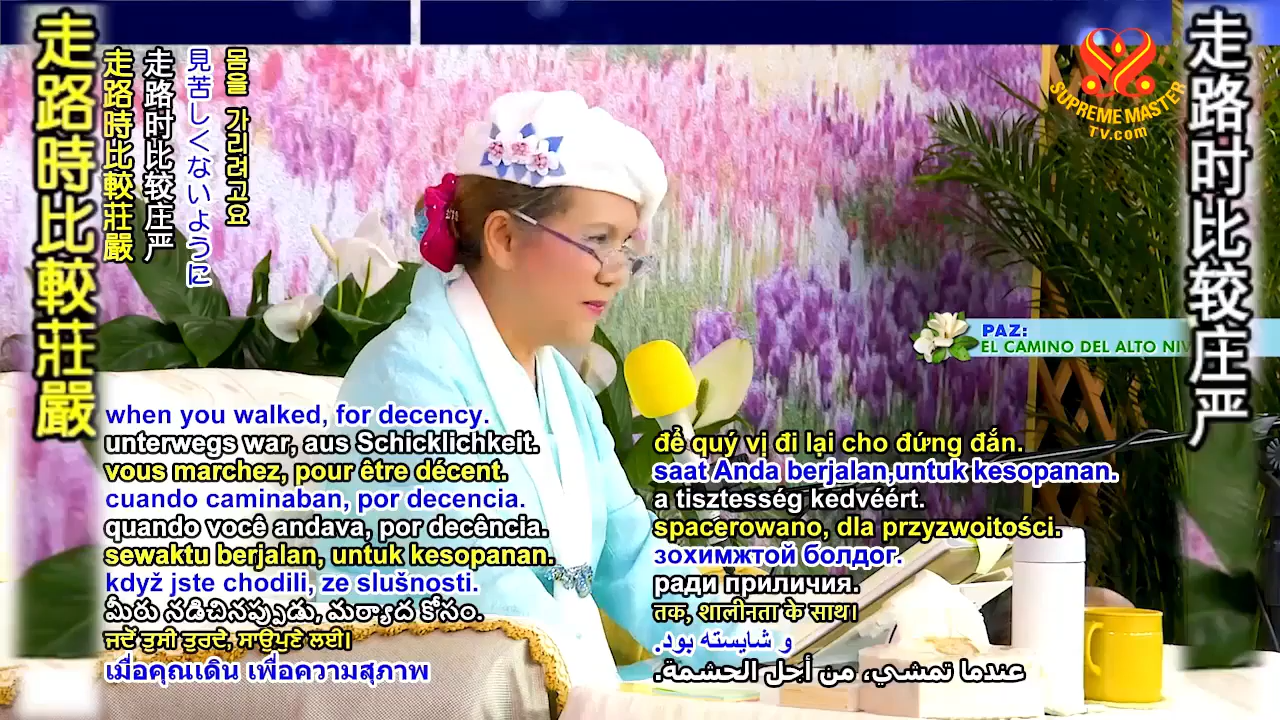 走路時比較莊嚴
走路時比較莊嚴
走路时比较庄严
見苦しくないように
몸을 가리려고요
SUPREME MASTER
TV.com
走路时比较庄严
PAZ:
EL CAMINO DEL ALTO NIV
when you walked, for decency.
unterwegs war, aus Schicklichkeit.
vous marchez, pour être décent.
cuando caminaban, por decencia.
quando você andava, por decência.
sewaktu berjalan, untuk kesopanan.
když jste chodili, ze slušnosti.
మీరు నడిచినప్పుడు, మర్యాద కోసం.
ਜਦੋਂ ਤੁਸੀ ਤੁਰਦੇ, ਸਾਊਪੁਣੇ ਲਈ।
เมื่อคุณเดิน เพื่อความสุภาพ
để quý vị đi lại cho đứng đắn.
saat Anda berjalan,untuk kesopanan.
a tisztesség kedvéért.
spacerowano, dla przyzwoitości.
зохимжтой болдог.
ради приличия.
तक, शालीनता के साथ।
و شایسته بود.
عندما تمشي، من أجل الحشمة.